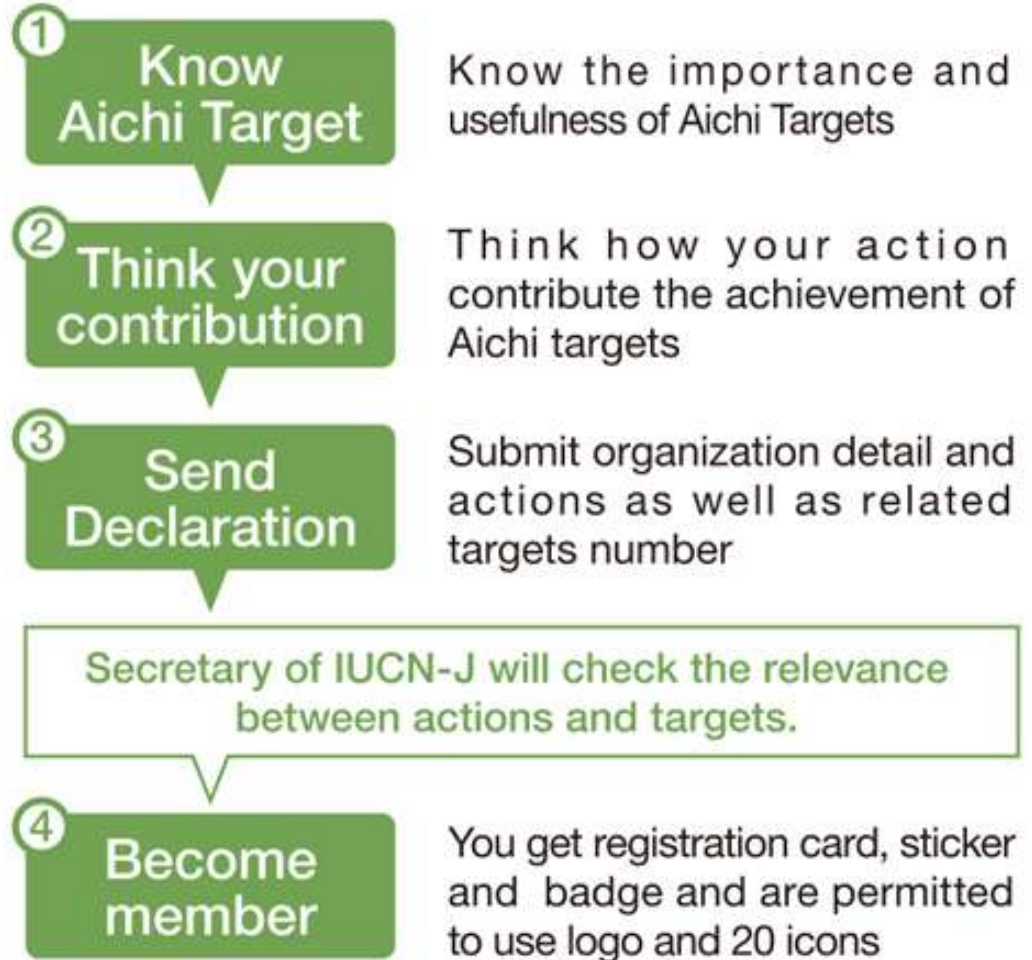 1
Know
Aichi Target
Know the importance and
usefulness of Aichi Targets
2
Think your
contribution
Think how your action
contribute the achievement of
Aichi targets
3
Send
Declaration
Submit organization detail and
actions as well as related
targets number
Secretary of IUCN-J will check the relevance
between actions and targets.
4
Become
member
You get registration card, sticker
and badge and are permitted
to use logo and 20 icons